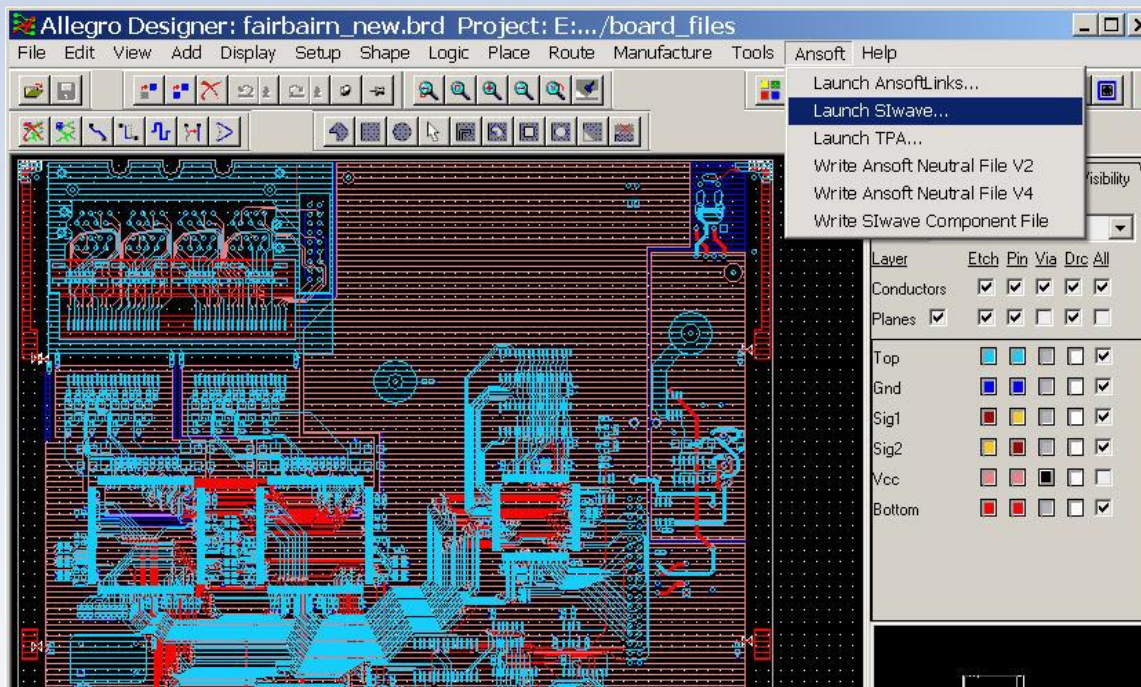 Allegro Designer: fairbairn_new.brd Project: E:.../board_files
File Edit View Add Display Setup Shape Logic Place Route Manufacture Tools Ansoft Help
Launch AnsoftLinks...
Launch SIwave...
Launch TPA...
Write Ansoft Neutral File V2
Write Ansoft Neutral File V4
Write SIwave Component File
Layer Etch Pin Via Drc All
Conductors
Planes
Top
Gnd
Sig1
Sig2
Vcc
Bottom